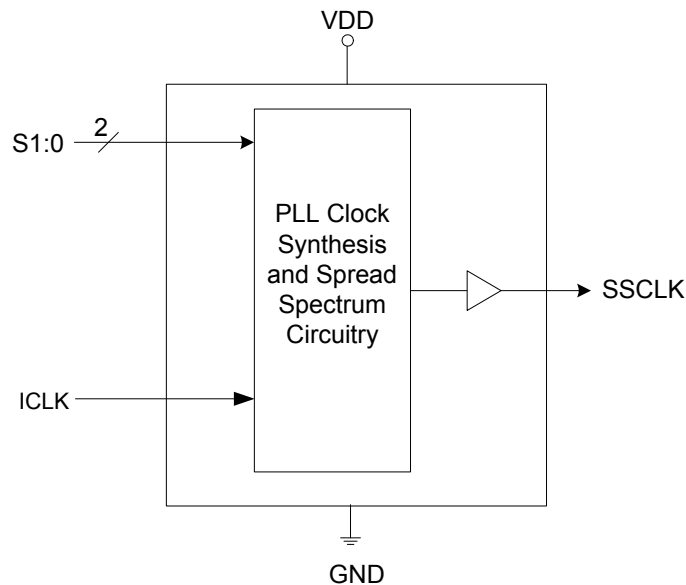 VDD
2
S1:0
PLL Clock
Synthesis
and Spread
Spectrum
Circuitry
SSCLK
ICLK
GND